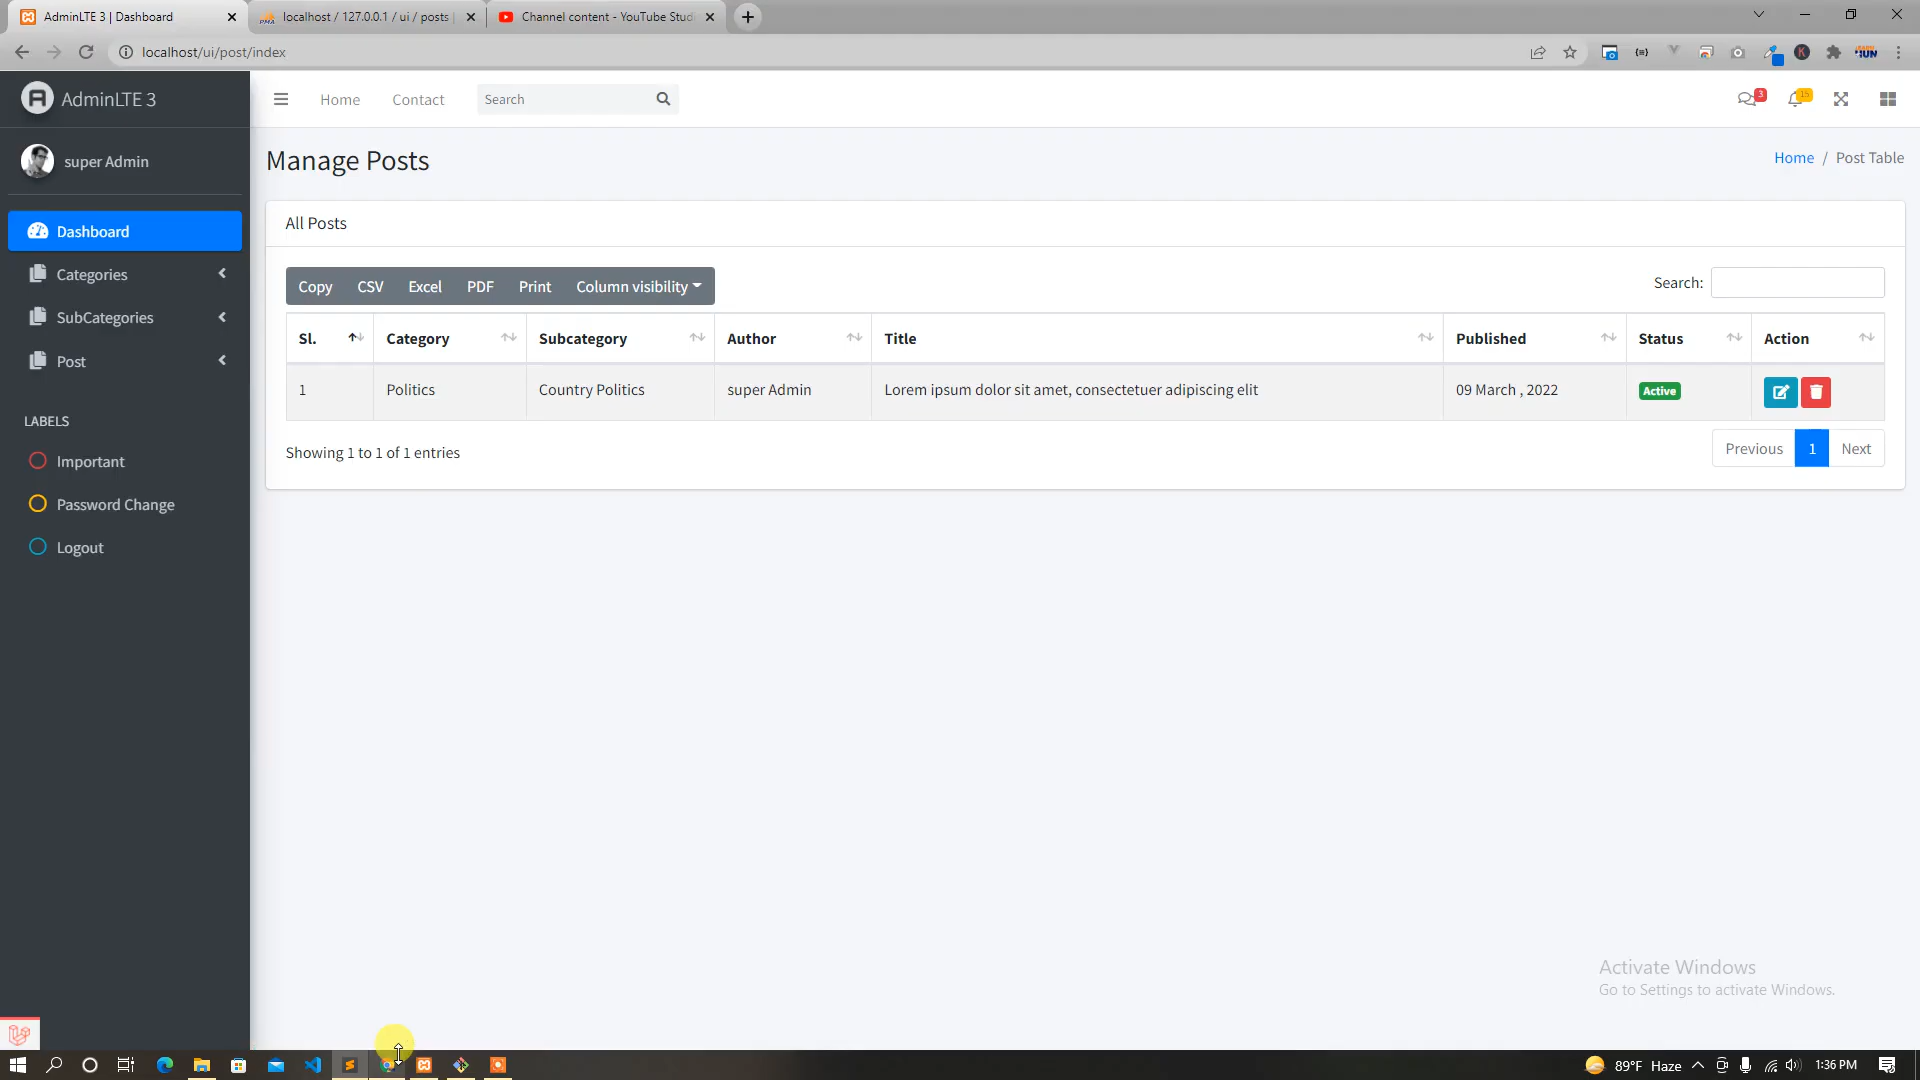 AdminLTE 3 | Dashboard
localhost / 127.0.0.1 / ui / posts |
Channel content - YouTube Stud
localhost/ui/post/index
AdminLTE 3
Home
Contact
Search
3
15
super Admin
Manage Posts
Home / Post Table
Dashboard
Categories
SubCategories
Post
LABELS
Important
Password Change
Logout
All Posts
Copy
CSV
Excel
PDF
Print
Column visibility
Search:
Sl. Category Subcategory Author Title Published Status Action
1 Politics Country Politics super Admin Lorem ipsum dolor sit amet, consectetuer adipiscing elit 09 March , 2022 Active
Showing 1 to 1 of 1 entries
Previous 1 Next
Activate Windows
Go to Settings to activate Windows.
89°F Haze
1:36 PM